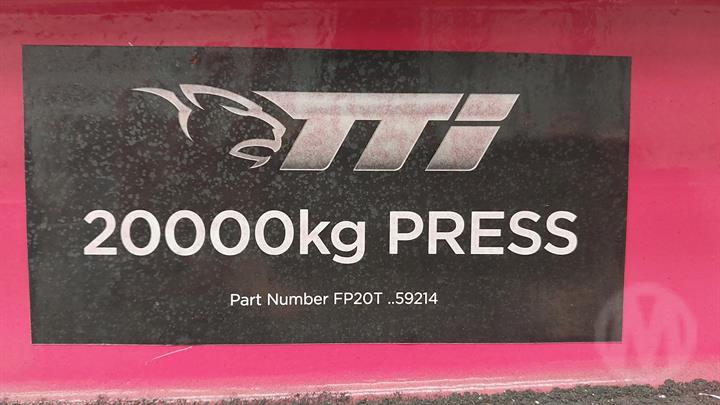 TTi
20000kg PRESS
Part Number FP20T ..59214
M